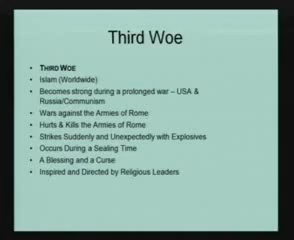 Third Woe
• THIRD WOE
• Islam (Worldwide)
• Becomes strong during a prolonged war – USA &
Russia/Communism
• Wars against the Armies of Rome
• Hurts & Kills the Armies of Rome
• Strikes Suddenly and Unexpectedly with Explosives
• Occurs During a Sealing Time
• A Blessing and a Curse
• Inspired and Directed by Religious Leaders